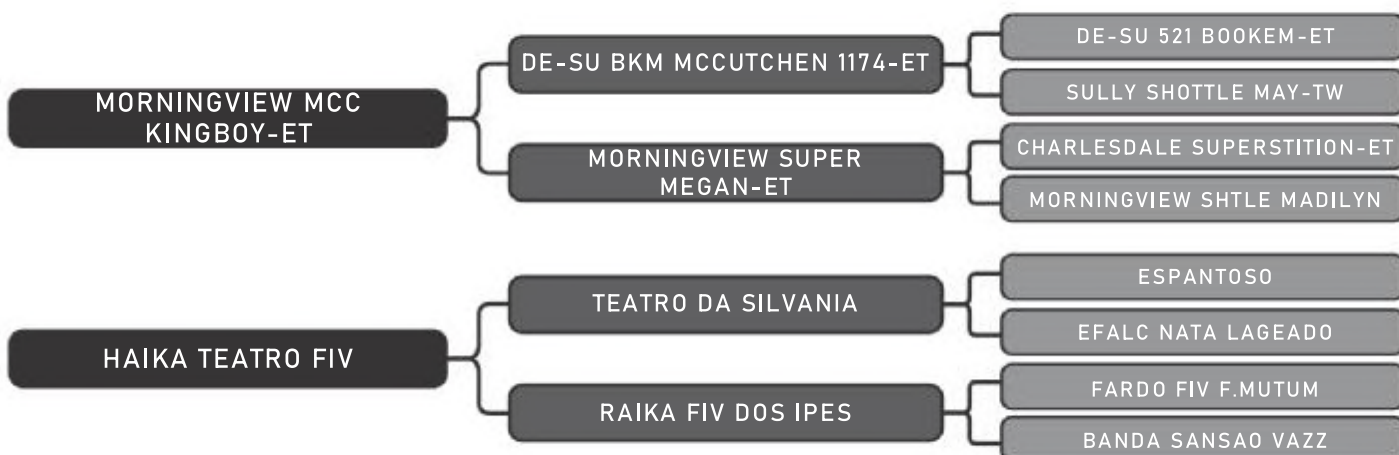 MORNINGVIEW MCC
KINGBOY-ET
DE-SU BKM MCCUTCHEN 1174-ET
DE-SU 521 BOOKEM-ET
SULLY SHOTTLE MAY-TW
MORNINGVIEW SUPER
MEGAN-ET
CHARLESDALE SUPERSTITION-ET
MORNINGVIEW SHTLE MADILYN
HAIKA TEATRO FIV
TEATRO DA SILVANIA
ESPANTOSO
EFALC NATA LAGEADO
RAIKA FIV DOS IPES
FARDO FIV F.MUTUM
BANDA SANSAO VAZZ